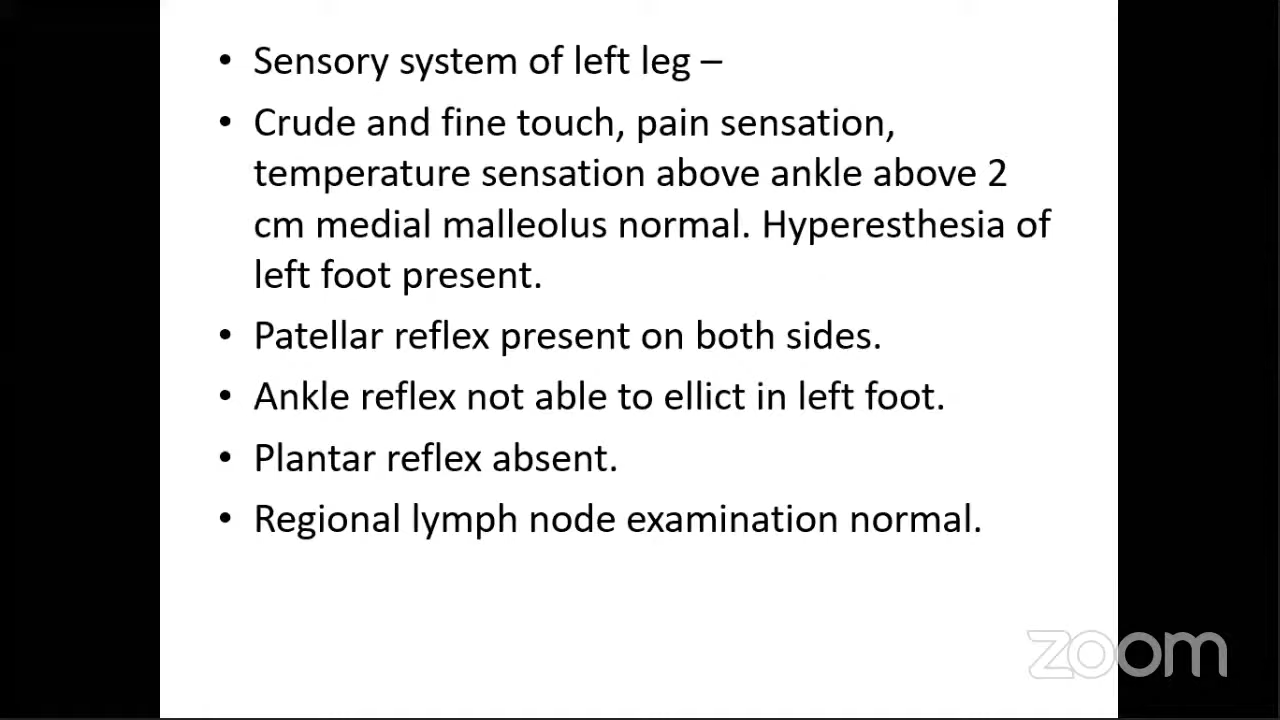 • Sensory system of left leg –
• Crude and fine touch, pain sensation,
temperature sensation above ankle above 2
cm medial malleolus normal. Hyperesthesia of
left foot present.
• Patellar reflex present on both sides.
• Ankle reflex not able to ellict in left foot.
• Plantar reflex absent.
• Regional lymph node examination normal.
zoom